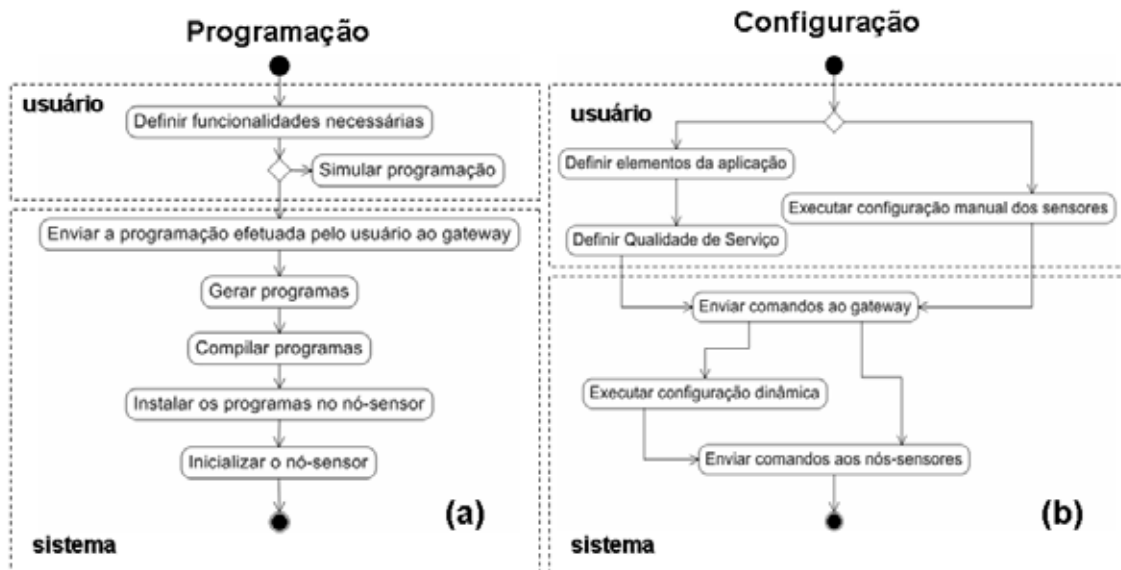 Programação
usuário
Definir funcionalidades necessárias
Simular programação
Enviar a programação efetuada pelo usuário ao gateway
Gerar programas
Compilar programas
Instalar os programas no nó-sensor
Inicializar o nó-sensor
(a)
sistema
Configuração
usuário
Definir elementos da aplicação
Executar configuração manual dos sensores
Definir Qualidade de Serviço
Enviar comandos ao gateway
Executar configuração dinâmica
Enviar comandos aos nós-sensores
(b)
sistema